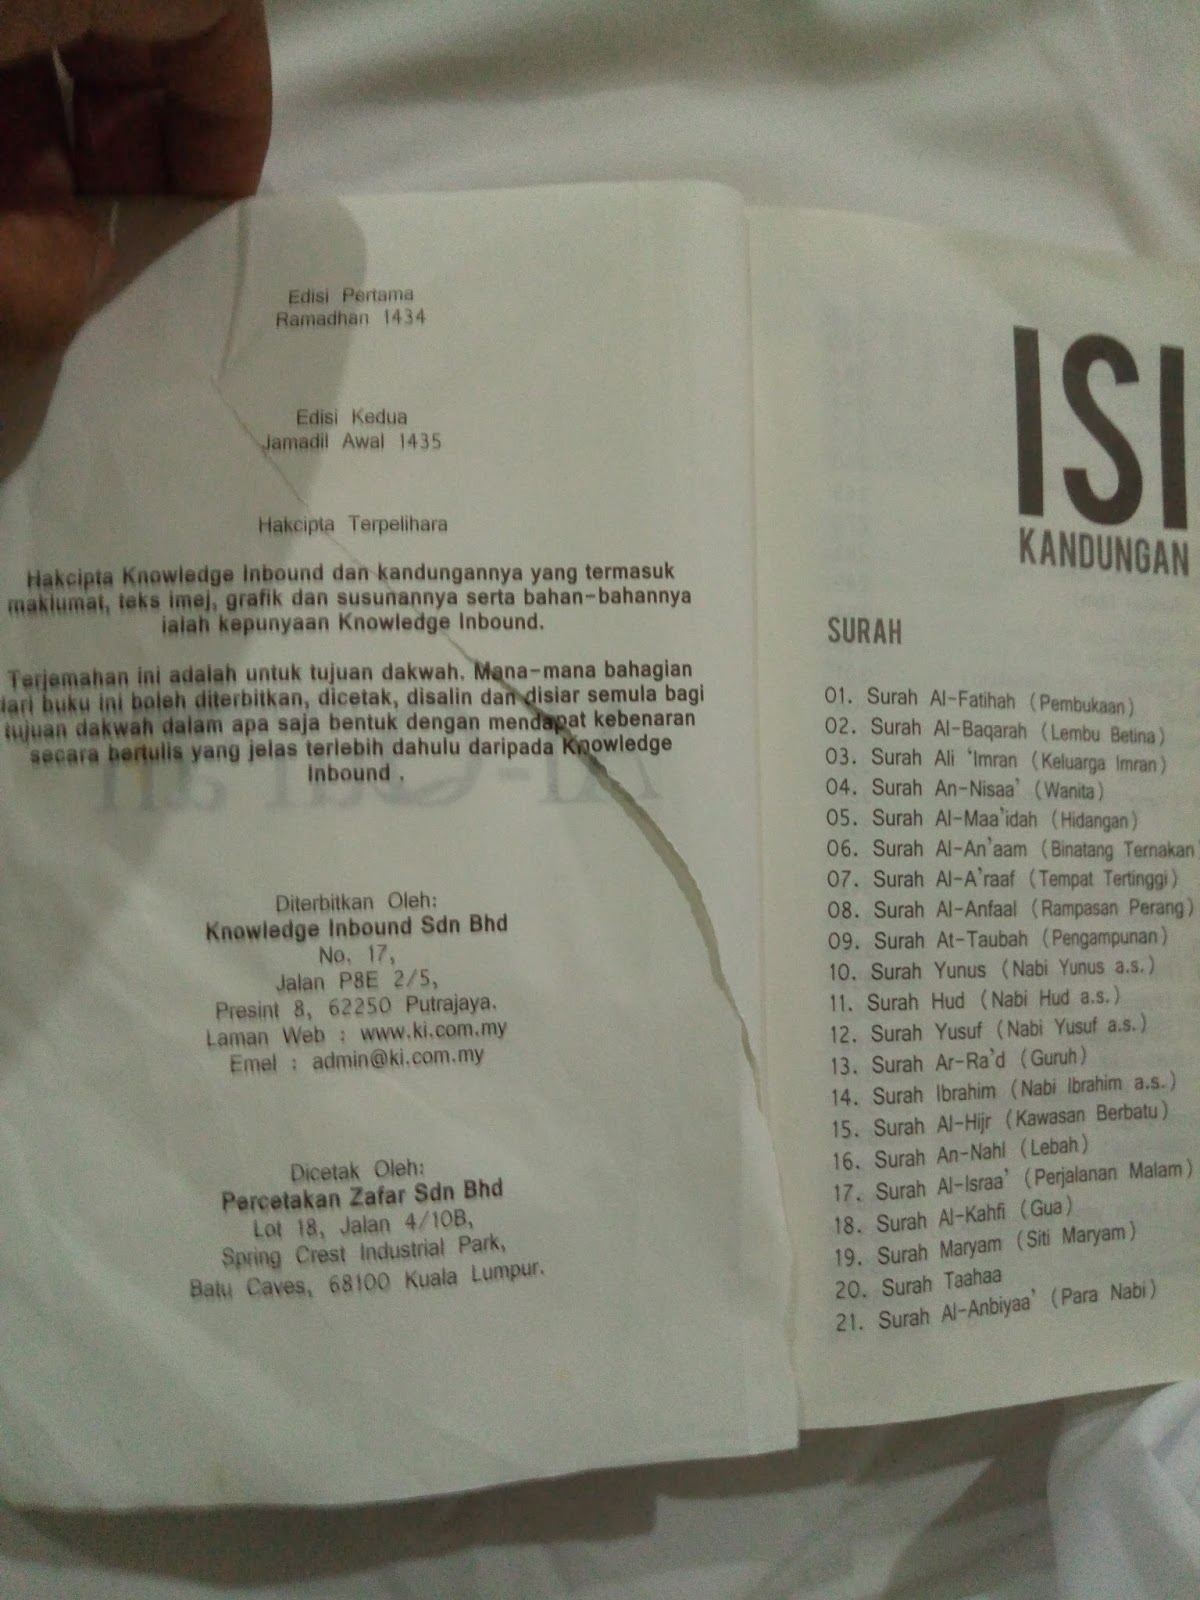 Edisi Pertama
Ramadhan 1434
Edisi Kedua
Jamadil Awal 1435
Hakcipta Terpelihara
Hakcipta Knowledge Inbound dan kandungannya yang termasuk
maklumat, teks imej, grafik dan susunannya serta bahan-bahannya
ialah kepunyaan Knowledge Inbound.
Terjemahan ini adalah untuk tujuan dakwah. Mana-mana bahagian
dari buku ini boleh diterbitkan, dicetak, disalin dan disiar semula bagi
tujuan dakwah dalam apa saja bentuk dengan mendapat kebenaran
secara bertulis yang jelas terlebih dahulu daripada Knowledge
Inbound .
Diterbitkan Oleh:
Knowledge Inbound Sdn Bhd
No. 17,
Jalan P8E 2/5,
Presint 8, 62250 Putrajaya.
Laman Web : www.ki.com.my
Emel : admin@ki.com.my
Dicetak Oleh:
Percetakan Zafar Sdn Bhd
Lot 18, Jalan 4/10B,
Spring Crest Industrial Park,
Batu Caves, 68100 Kuala Lumpur.
ISI
KANDUNGAN
SURAH
01. Surah Al-Fatihah (Pembukaan)
02. Surah Al-Baqarah (Lembu Betina)
03. Surah Ali 'Imran (Keluarga Imran)
04. Surah An-Nisaa' (Wanita)
05. Surah Al-Maa'idah (Hidangan)
06. Surah Al-An'aam (Binatang Ternakan
07. Surah Al-A'raaf (Tempat Tertinggi)
08. Surah Al-Anfaal (Rampasan Perang)
09. Surah At-Taubah (Pengampunan)
10. Surah Yunus (Nabi Yunus a.s.)
11. Surah Hud (Nabi Hud a.s.)
12. Surah Yusuf (Nabi Yusuf a.s.)
13. Surah Ar-Ra'd (Guruh)
14. Surah Ibrahim (Nabi Ibrahim a.s.)
15. Surah Al-Hijr (Kawasan Berbatu)
16. Surah An-Nahl (Lebah)
17. Surah Al-Israa' (Perjalanan Malam)
18. Surah Al-Kahfi (Gua)
19. Surah Maryam (Siti Maryam)
20. Surah Taahaa
21. Surah Al-Anbiyaa' (Para Nabi)